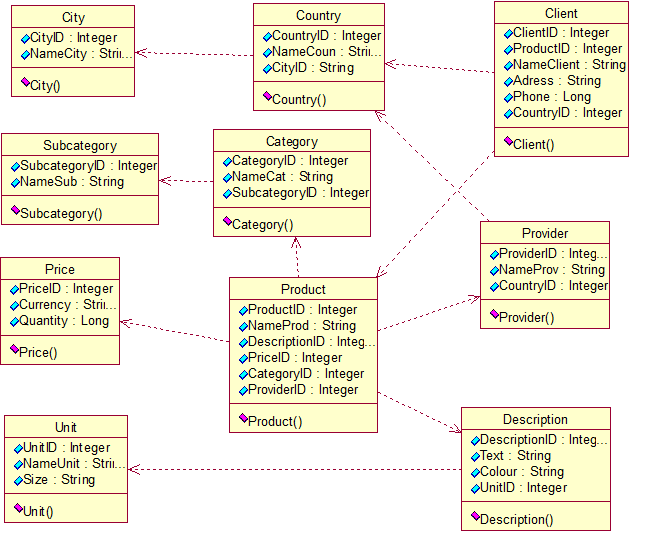 City
CityID : Integer
NameCity : Strii...
City()
Country
CountryID : Integer
NameCoun : Strii...
CityID : String
Country()
Client
ClientID : Integer
ProductID : Integer
NameClient : String
Adress : String
Phone : Long
CountryID : Integer
Client()
Subcategory
SubcategoryID : Integer
NameSub : String
Subcategory()
Category
CategoryID : Integer
NameCat : String
SubcategoryID : Integer
Category()
Provider
ProviderID : Integ...
NameProv : String
CountryID : Integer
Provider()
Price
PriceID : Integer
Currency : Strii...
Quantity : Long
Price()
Product
ProductID : Integer
NameProd : String
DescriptionID : Integ...
PriceID : Integer
CategoryID : Integer
ProviderID : Integer
Product()
Unit
UnitID : Integer
NameUnit : Strii...
Size : String
Unit()
Description
DescriptionID : Integ...
Text : String
Colour : String
UnitID : Integer
Description()